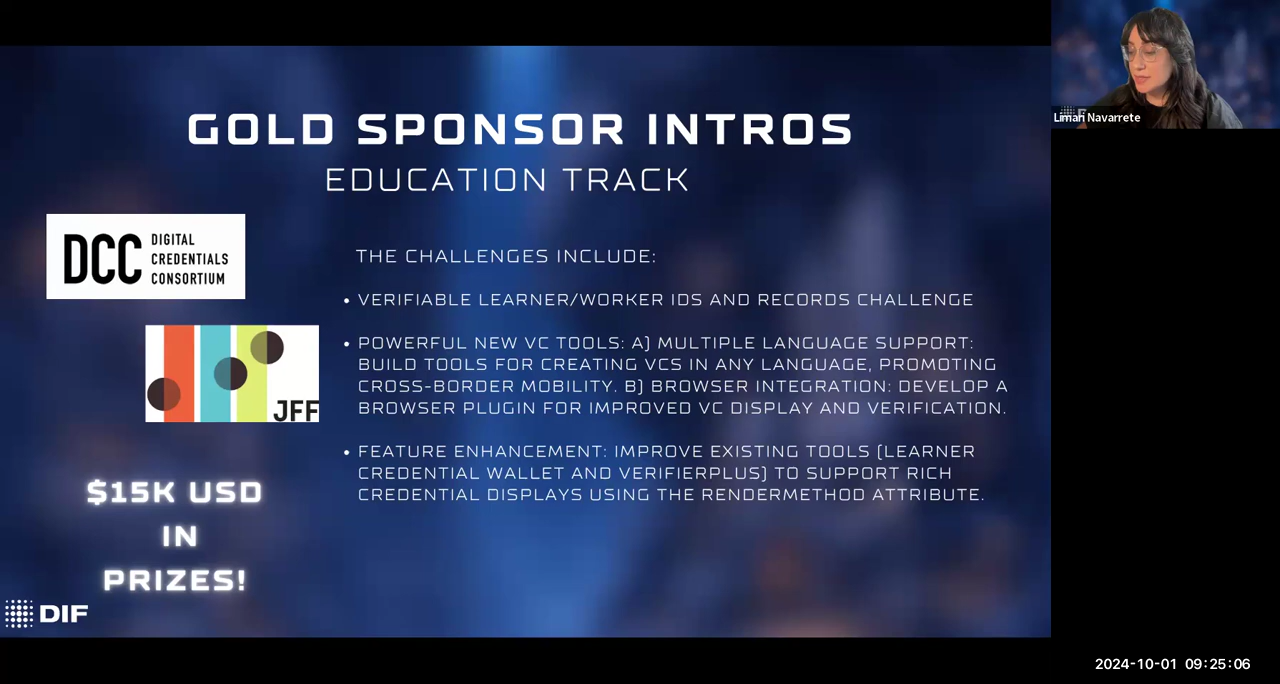 GOLD SPONSOR INTROS
EDUCATION TRACK
DCC DIGITAL
CREDENTIALS
CONSORTIUM
JFF
$15K USD
IN
PRIZES!
THE CHALLENGES INCLUDE:
• VERIFIABLE LEARNER/WORKER IDS AND RECORDS CHALLENGE
• POWERFUL NEW VC TOOLS: A) MULTIPLE LANGUAGE SUPPORT:
BUILD TOOLS FOR CREATING VCS IN ANY LANGUAGE, PROMOTING
CROSS-BORDER MOBILITY. B) BROWSER INTEGRATION: DEVELOP A
BROWSER PLUGIN FOR IMPROVED VC DISPLAY AND VERIFICATION.
• FEATURE ENHANCEMENT: IMPROVE EXISTING TOOLS (LEARNER
CREDENTIAL WALLET AND VERIFIERPLUS) TO SUPPORT RICH
CREDENTIAL DISPLAYS USING THE RENDERMETHOD ATTRIBUTE.
DIF
Limari Navarrete
2024-10-01 09:25:06